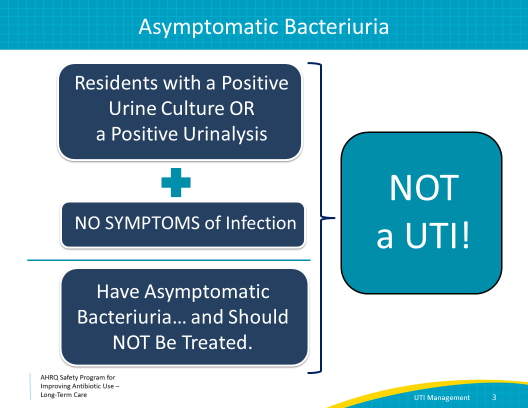 Asymptomatic Bacteriuria
Residents with a Positive
Urine Culture OR
a Positive Urinalysis
NO SYMPTOMS of Infection
Have Asymptomatic
Bacteriuria… and Should
NOT Be Treated.
NOT
a UTI!
AHRQ Safety Program for
Improving Antibiotic Use –
Long-Term Care
UTI Management 3